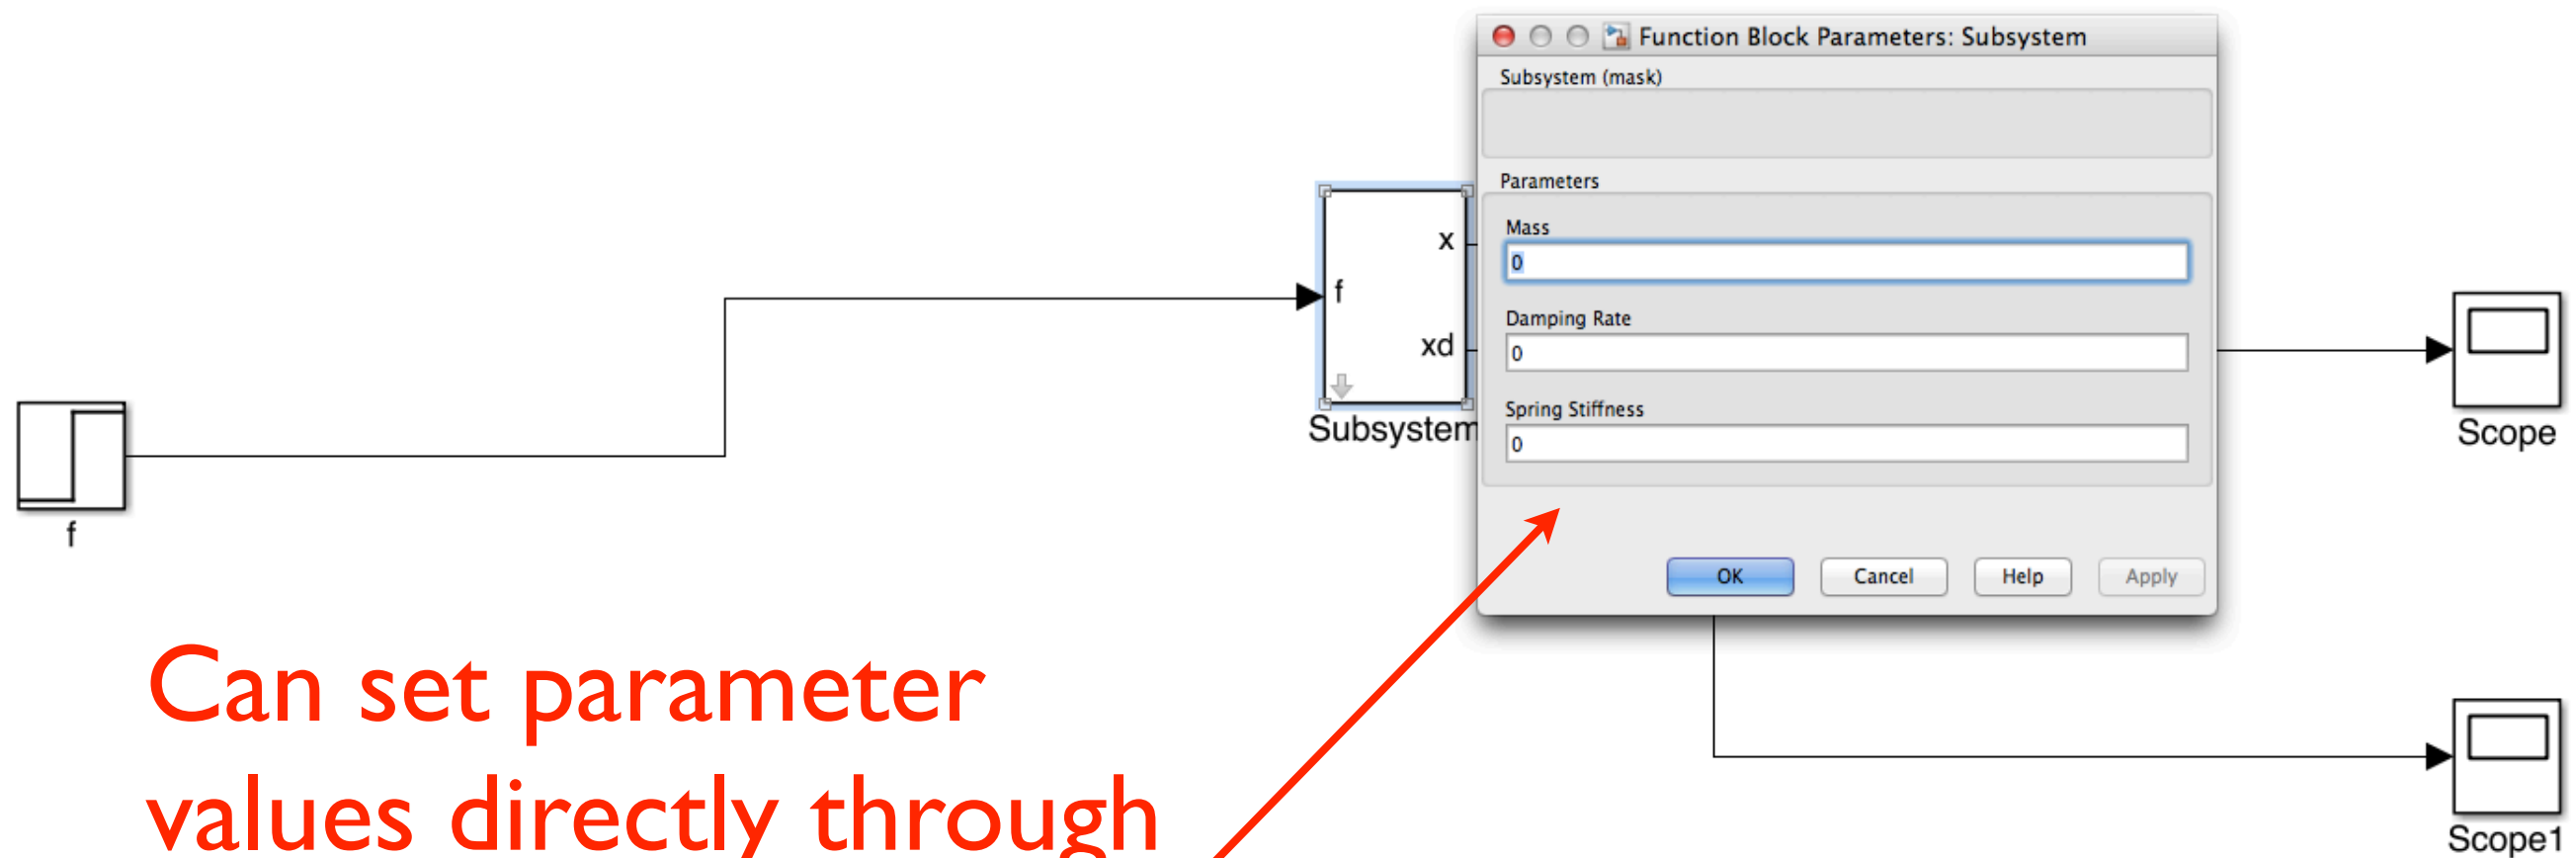 Function Block Parameters: Subsystem
Subsystem (mask)
Parameters
Mass
0
Damping Rate
0
Spring Stiffness
0
OK Cancel Help Apply
x
f
xd
Subsystem
f
Scope
Scope1
Can set parameter
values directly through